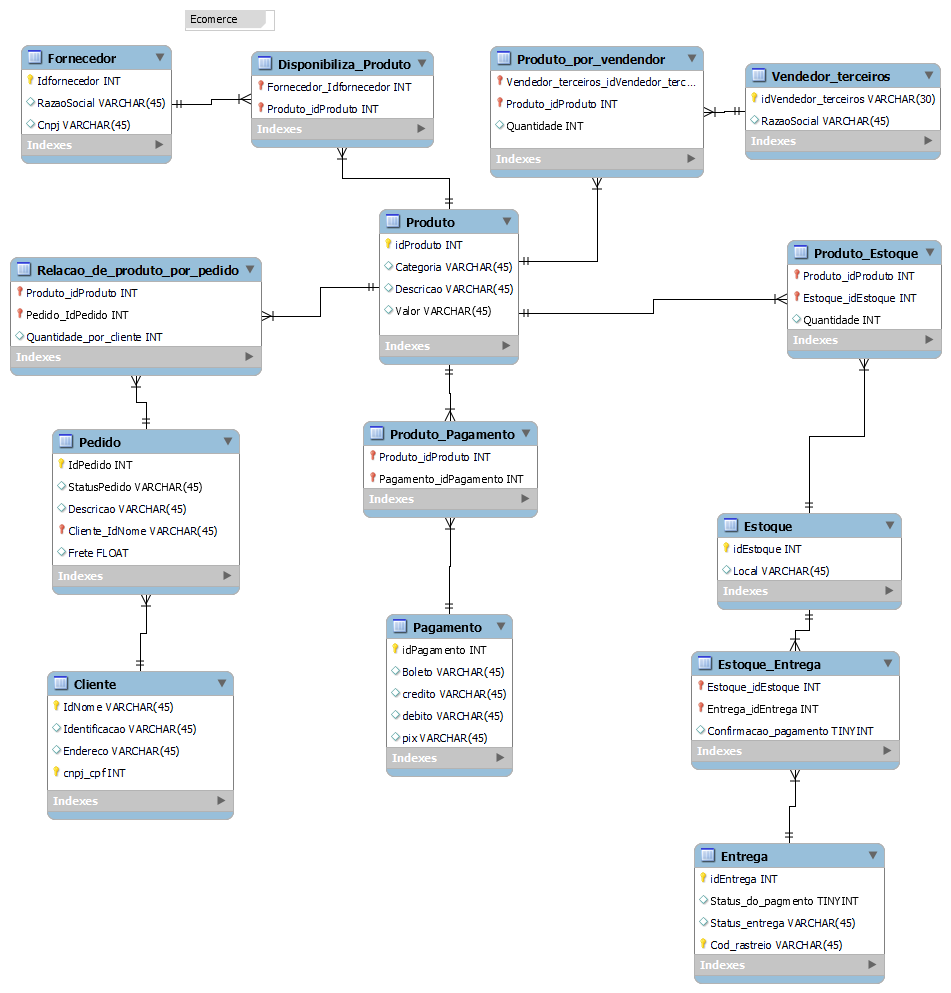 Ecomerce
Fornecedor
Idfornecedor INT
RazaoSocial VARCHAR(45)
Cnpj VARCHAR(45)
Indexes
Disponibiliza_Produto
Fornecedor_Idfornecedor INT
Produto_idProduto INT
Indexes
Produto_por_vendendor
Vendedor_terceiros_idVendedor_terc...
Produto_idProduto INT
Quantidade INT
Indexes
Vendedor_terceiros
idVendedor_terceiros VARCHAR(30)
RazaoSocial VARCHAR(45)
Indexes
Produto
idProduto INT
Categoria VARCHAR(45)
Descricao VARCHAR(45)
Valor VARCHAR(45)
Indexes
Relacao_de_produto_por_pedido
Produto_idProduto INT
Pedido_IdPedido INT
Quantidade_por_cliente INT
Indexes
Produto_Estoque
Produto_idProduto INT
Estoque_idEstoque INT
Quantidade INT
Indexes
Pedido
IdPedido INT
StatusPedido VARCHAR(45)
Descricao VARCHAR(45)
Cliente_IdNome VARCHAR(45)
Frete FLOAT
Indexes
Produto_Pagamento
Produto_idProduto INT
Pagamento_idPagamento INT
Indexes
Estoque
idEstoque INT
Local VARCHAR(45)
Indexes
Cliente
IdNome VARCHAR(45)
Identificacao VARCHAR(45)
Endereco VARCHAR(45)
cnpj_cpf INT
Indexes
Pagamento
idPagamento INT
Boleto VARCHAR(45)
credito VARCHAR(45)
debito VARCHAR(45)
pix VARCHAR(45)
Indexes
Estoque_Entrega
Estoque_idEstoque INT
Entrega_idEntrega INT
Confirmacao_pagamento TINYINT
Indexes
Entrega
idEntrega INT
Status_do_pagmento TINYINT
Status_entrega VARCHAR(45)
Cod_rastreio VARCHAR(45)
Indexes